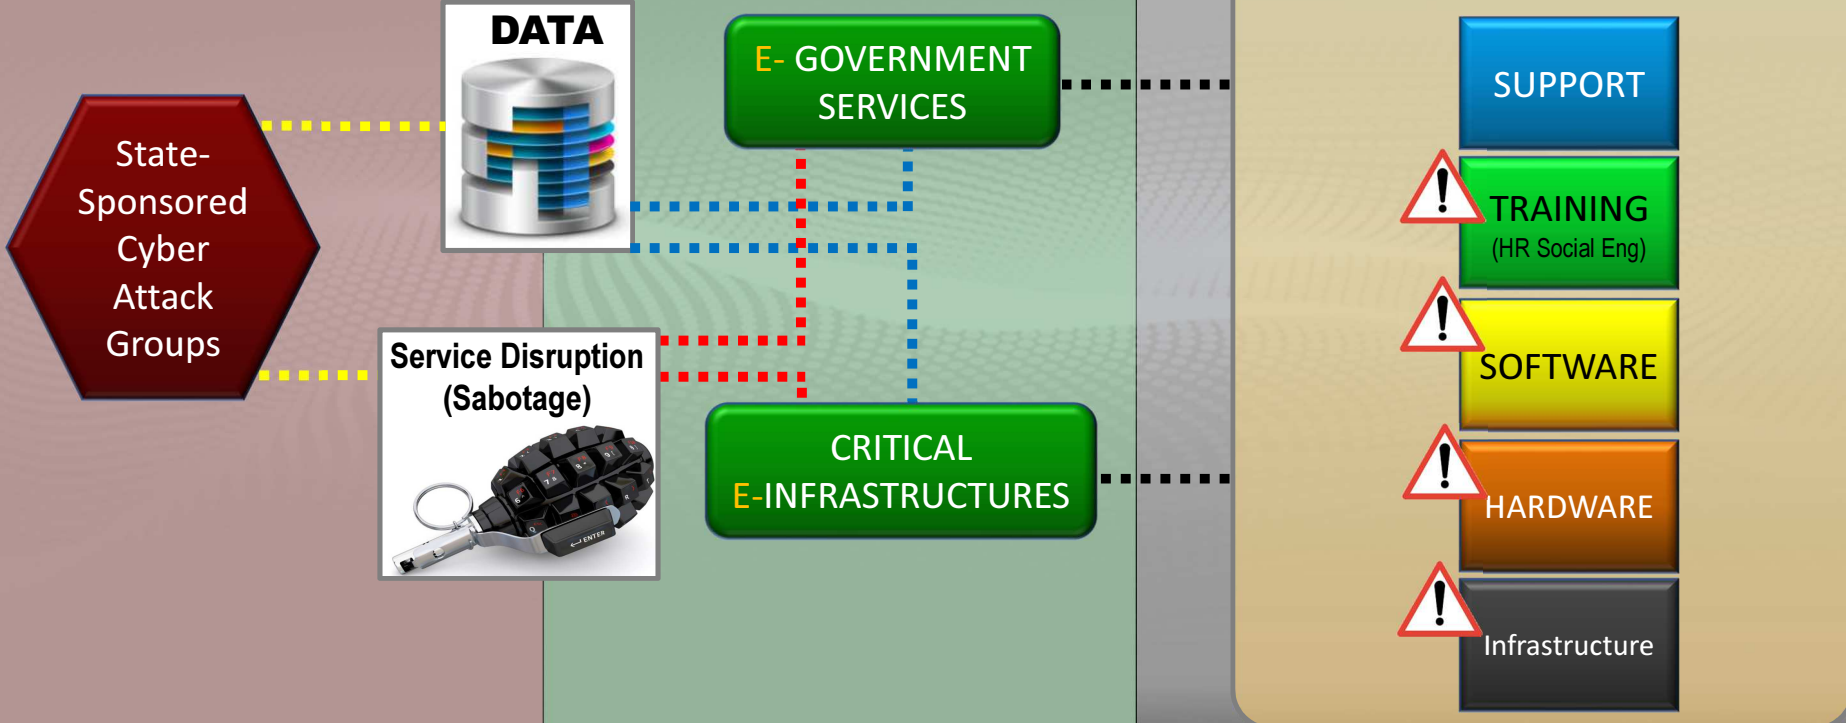 State-
Sponsored
Cyber
Attack
Groups
DATA
Service Disruption
(Sabotage)
ENTER
E- GOVERNMENT
SERVICES
CRITICAL
E-INFRASTRUCTURES
SUPPORT
TRAINING
(HR Social Eng)
SOFTWARE
HARDWARE
Infrastructure